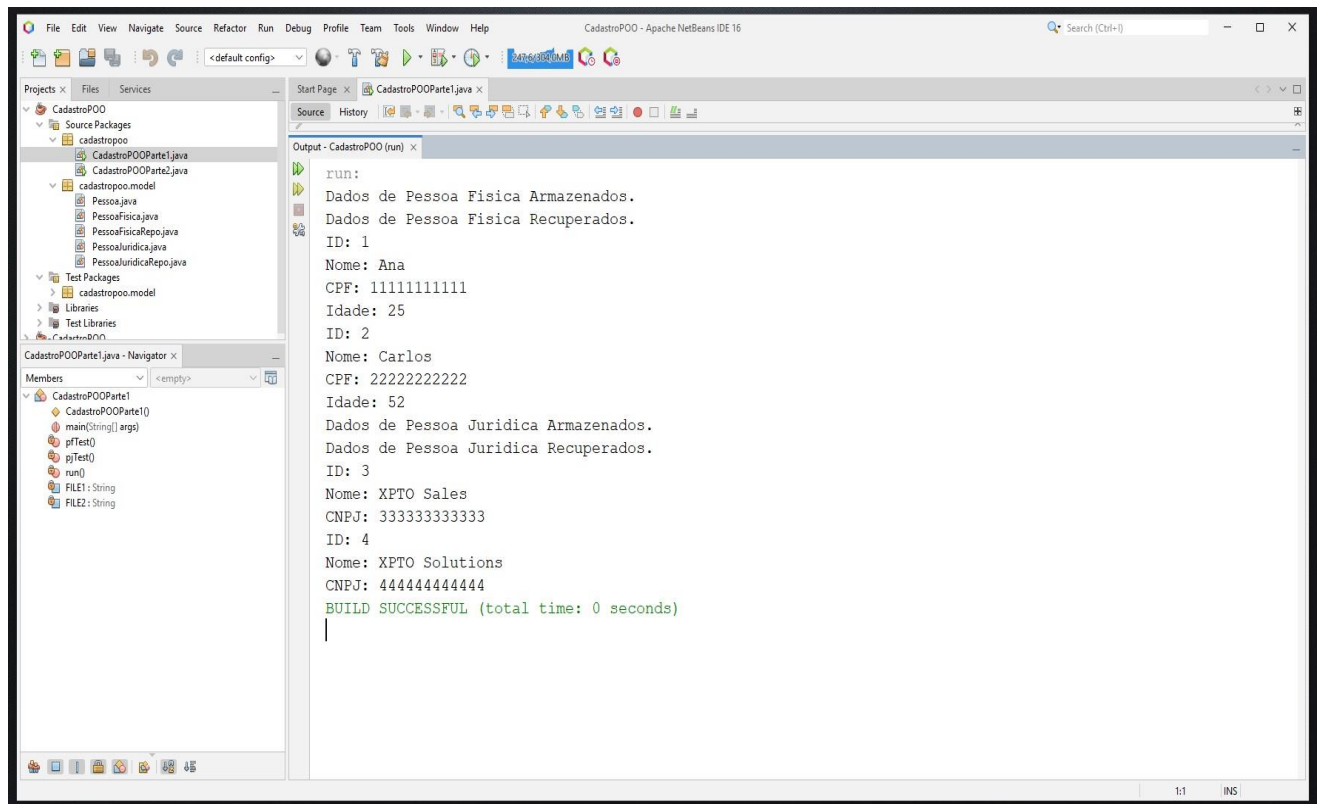 File Edit View Navigate Source Refactor Run Debug Profile Team Tools Window Help
CadastroPOO - Apache NetBeans IDE 16
Search (Ctrl+I)
<default config>
Projects
Files
Services
Start Page
CadastroPOOParte1.java
Source
History
CadastroPOO
Source Packages
cadastropoo
CadastroPOOParte1.java
CadastroPOOParte2.java
cadastropoo.model
Pessoa.java
PessoaFisica.java
PessoaFisicaRepo.java
PessoaJuridica.java
PessoaJuridicaRepo.java
Test Packages
cadastropoo.model
Libraries
Test Libraries
CadastroPOOParte1.java - Navigator
Members
<empty>
CadastroPOOParte1
CadastroPOOParte1()
main(String[] args)
pfTest()
pjTest()
run()
FILE1 : String
FILE2 : String
Output - CadastroPOO (run)
run:
Dados de Pessoa Fisica Armazenados.
Dados de Pessoa Fisica Recuperados.
ID: 1
Nome: Ana
CPF: 11111111111
Idade: 25
ID: 2
Nome: Carlos
CPF: 22222222222
Idade: 52
Dados de Pessoa Juridica Armazenados.
Dados de Pessoa Juridica Recuperados.
ID: 3
Nome: XPTO Sales
CNPJ: 333333333333
ID: 4
Nome: XPTO Solutions
CNPJ: 444444444444
BUILD SUCCESSFUL (total time: 0 seconds)
1:1
INS